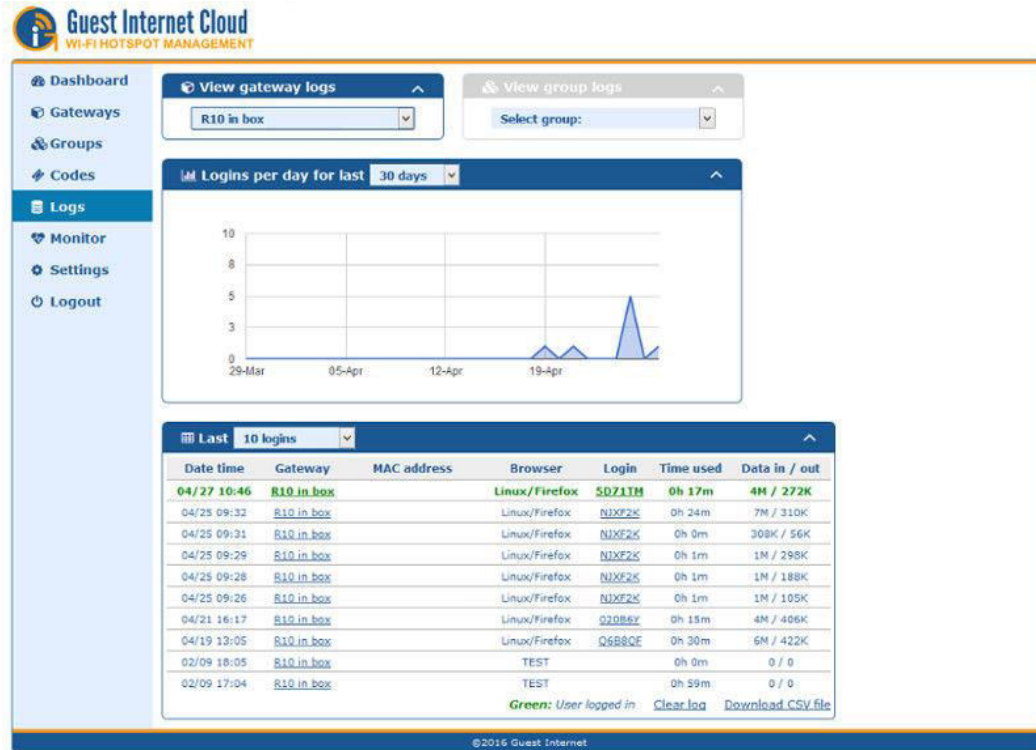 Guest Internet Cloud
WI-FI HOTSPOT MANAGEMENT
Dashboard
Gateways
Groups
Codes
Logs
Monitor
Settings
Logout
View gateway logs
R10 in box
View group logs
Select group:
Logins per day for last 30 days
10
8
5
3
0
29-Mar 05-Apr 12-Apr 19-Apr
Last 10 logins
Date time Gateway MAC address Browser Login Time used Data in / out
04/27 10:46 R10 in box Linux/Firefox 5D71TM 0h 17m 4M / 272K
04/25 09:32 R10 in box Linux/Firefox NJXF2K 0h 24m 7M / 310K
04/25 09:31 R10 in box Linux/Firefox NJXF2K 0h 0m 308K / 56K
04/25 09:29 R10 in box Linux/Firefox NJXF2K 0h 1m 1M / 298K
04/25 09:28 R10 in box Linux/Firefox NJXF2K 0h 1m 1M / 188K
04/25 09:26 R10 in box Linux/Firefox NJXF2K 0h 1m 1M / 105K
04/21 16:17 R10 in box Linux/Firefox 0h 15m 4M / 406K
04/19 13:05 R10 in box Linux/Firefox 0h 30m 6M / 422K
02/09 18:05 R10 in box TEST 0h 0m 0 / 0
02/09 17:04 R10 in box TEST 0h 59m 0 / 0
Green: User logged in Clear log Download CSV file
©2016 Guest Internet